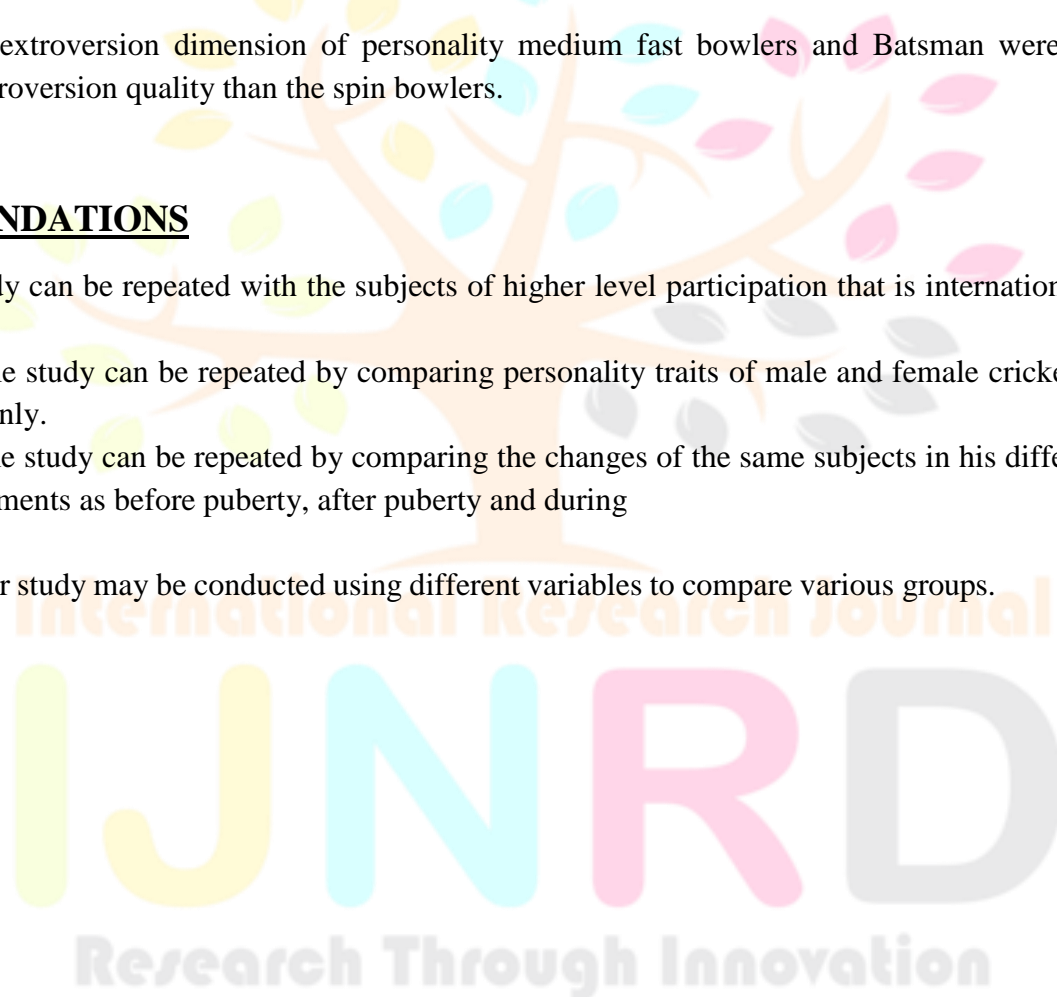 extroversion dimension of personality medium fast bowlers and Batsman were
roversion quality than the spin bowlers.
NDATIONS
dy can be repeated with the subjects of higher level participation that is internation
e study can be repeated by comparing personality traits of male and female cricke
nly.
e study can be repeated by comparing the changes of the same subjects in his diffe
ments as before puberty, after puberty and during
r study may be conducted using different variables to compare various groups.
International Research Journal
IJNRD
Research Through Innovation